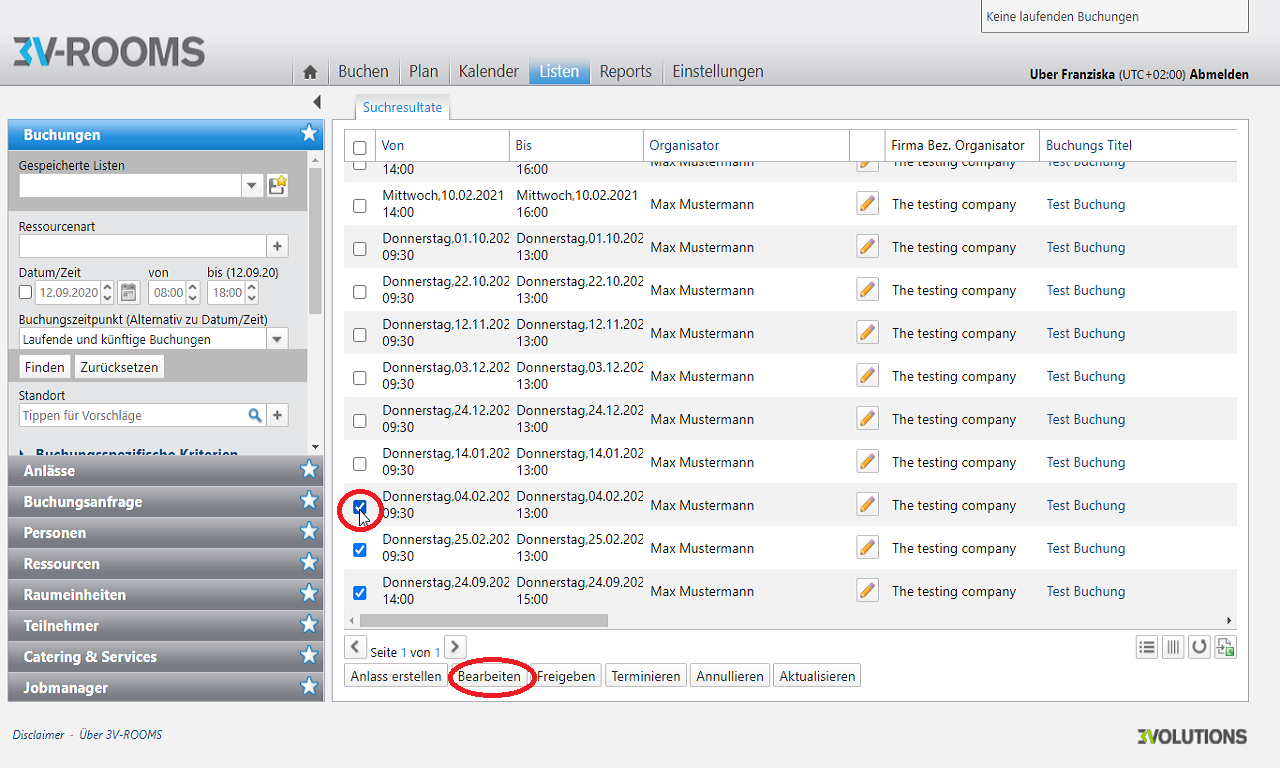 Keine laufenden Buchungen
3V-ROOMS
Buchen Plan Kalender Listen Reports Einstellungen
Uber Franziska (UTC+02:00) Abmelden
Suchresultate
Buchungen
Gespeicherte Listen
Ressourcenart
Datum/Zeit von bis (12.09.20)
12.09.2020 08:00 18:00
Buchungszeitpunkt (Alternativ zu Datum/Zeit)
Laufende und künftige Buchungen
Finden Zurücksetzen
Standort
Tippen für Vorschläge
Buchungsspezifische Kriterien
Anlässe
Buchungsanfrage
Personen
Ressourcen
Raumeinheiten
Teilnehmer
Catering & Services
Jobmanager
Von Bis Organisator Firma Bez. Organisator Buchungs Titel
14:00 16:00 Max Mustermann The testing company Test Buchung
Mittwoch,10.02.2021 Mittwoch,10.02.2021
14:00 16:00 Max Mustermann The testing company Test Buchung
Donnerstag,01.10.202 Donnerstag,01.10.202
09:30 13:00 Max Mustermann The testing company Test Buchung
Donnerstag,22.10.202 Donnerstag,22.10.202
09:30 13:00 Max Mustermann The testing company Test Buchung
Donnerstag,12.11.202 Donnerstag,12.11.202
09:30 13:00 Max Mustermann The testing company Test Buchung
Donnerstag,03.12.202 Donnerstag,03.12.202
09:30 13:00 Max Mustermann The testing company Test Buchung
Donnerstag,24.12.202 Donnerstag,24.12.202
09:30 13:00 Max Mustermann The testing company Test Buchung
Donnerstag,14.01.202 Donnerstag,14.01.202
09:30 13:00 Max Mustermann The testing company Test Buchung
Donnerstag,04.02.202 Donnerstag,04.02.202
09:30 13:00 Max Mustermann The testing company Test Buchung
Donnerstag,25.02.202 Donnerstag,25.02.202
09:30 13:00 Max Mustermann The testing company Test Buchung
Donnerstag,24.09.202 Donnerstag,24.09.202
14:00 15:00 Max Mustermann The testing company Test Buchung
Seite 1 von 1
Anlass erstellen Bearbeiten Freigeben Terminieren Annullieren Aktualisieren
Disclaimer - Über 3V-ROOMS
3VOLUTIONS